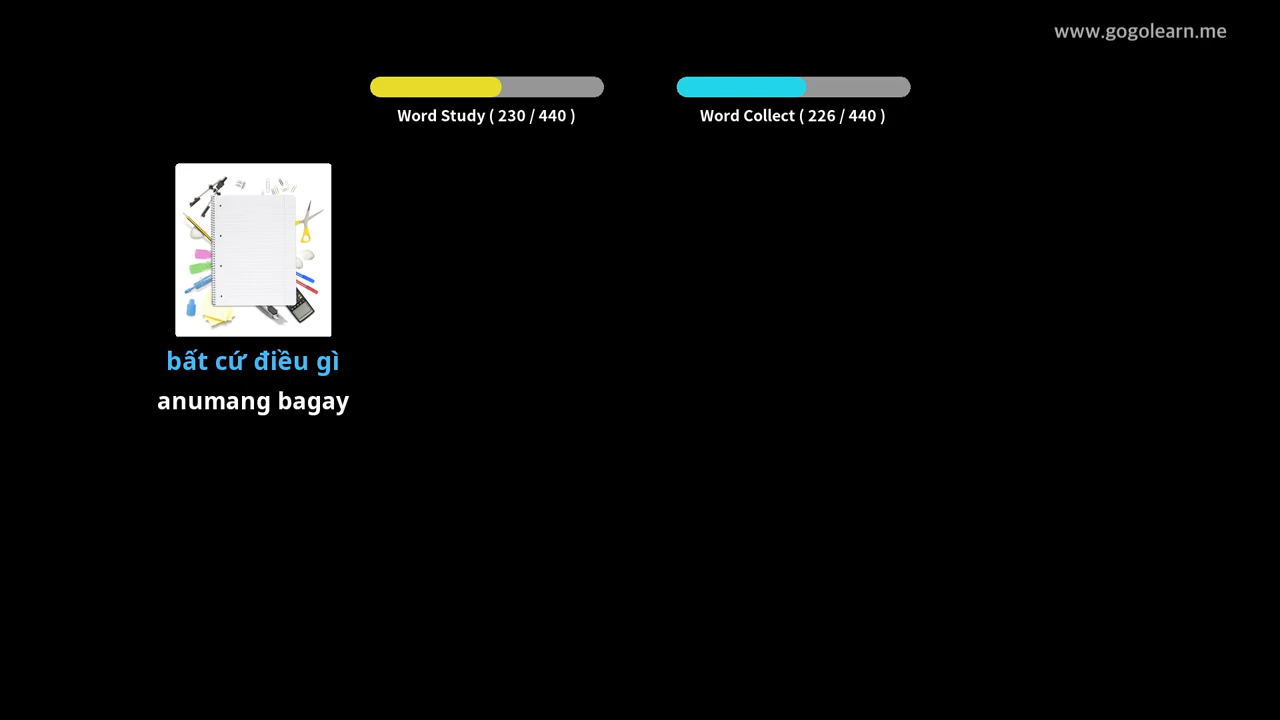 www.gogolearn.me
Word Study ( 230 / 440 )
Word Collect ( 226 / 440 )
bất cứ điều gì
anumang bagay